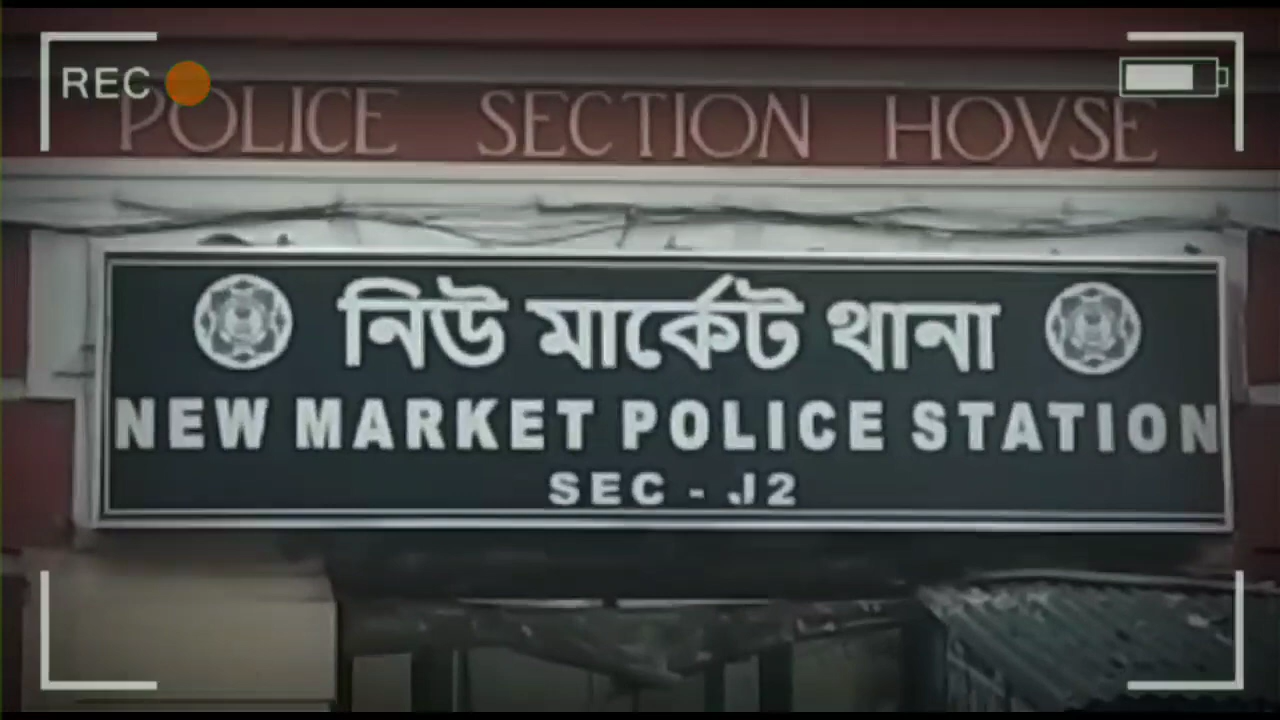 REC
POLICE SECTION HOVSE
নিউ মার্কেট থানা
NEW MARKET POLICE STATION
SEC - J2